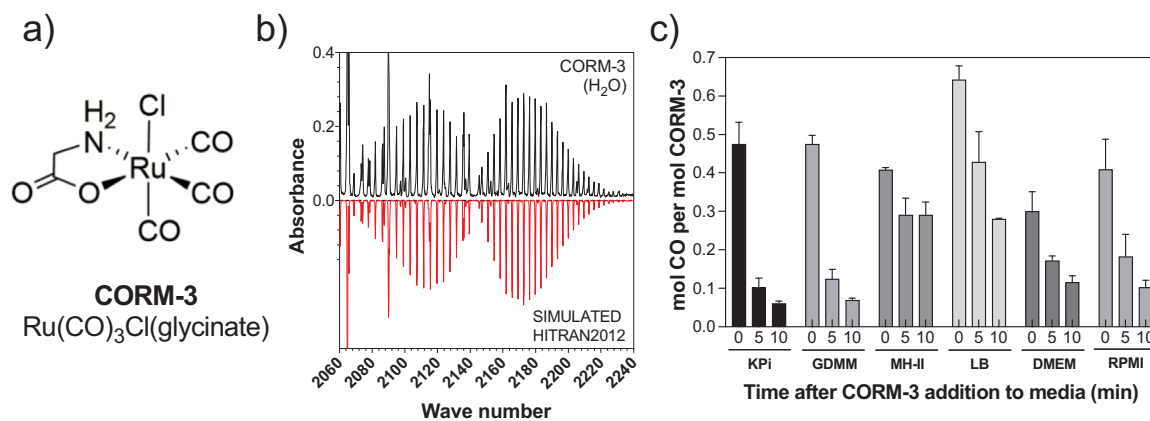 a)
H₂
N
Cl
CO
Ru
O
O
CO
CO
CORM-3
Ru(CO)₃Cl(glycinate)
b)
0.4
0.2
0.0
Absorbance
CORM-3
(H₂O)
SIMULATED
HITRAN2012
2060 2080 2100 2120 2140 2160 2180 2200 2220 2240
Wave number
c)
0.7
0.6
0.5
0.4
0.3
0.2
0.1
0.0
mol CO per mol CORM-3
0 5 10 0 5 10 0 5 10 0 5 10 0 5 10 0 5 10
KPi GDMM MH-II LB DMEM RPMI
Time after CORM-3 addition to media (min)